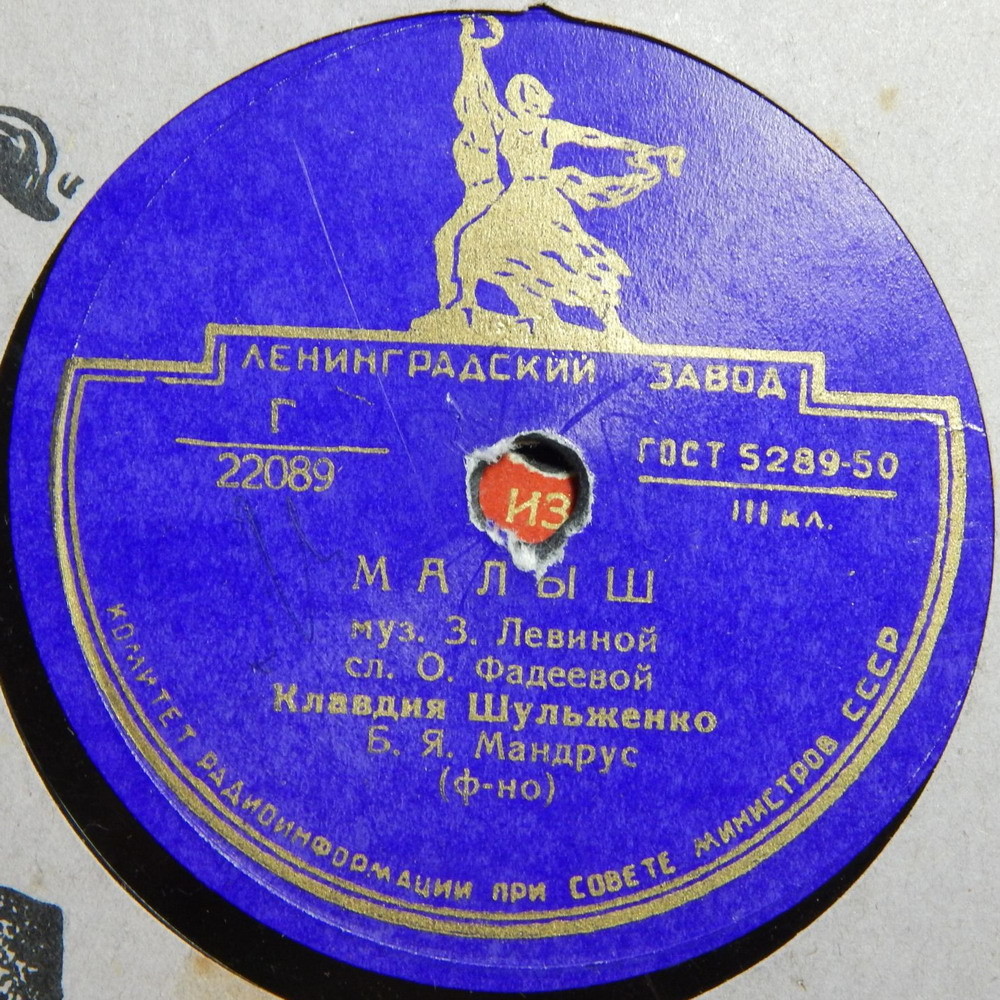 ЛЕНИНГРАДСКИЙ ЗАВОД
Г
22089
ГОСТ 5289-50
III кл.
ИЗ
МАЛЫШ
муз. З. Левиной
сл. О. Фадеевой
Клавдия Шульженко
Б. Я. Мандрус
(ф-но)
КОМИТЕТ РАДИОИНФОРМАЦИИ ПРИ СОВЕТЕ МИНИСТРОВ СССР